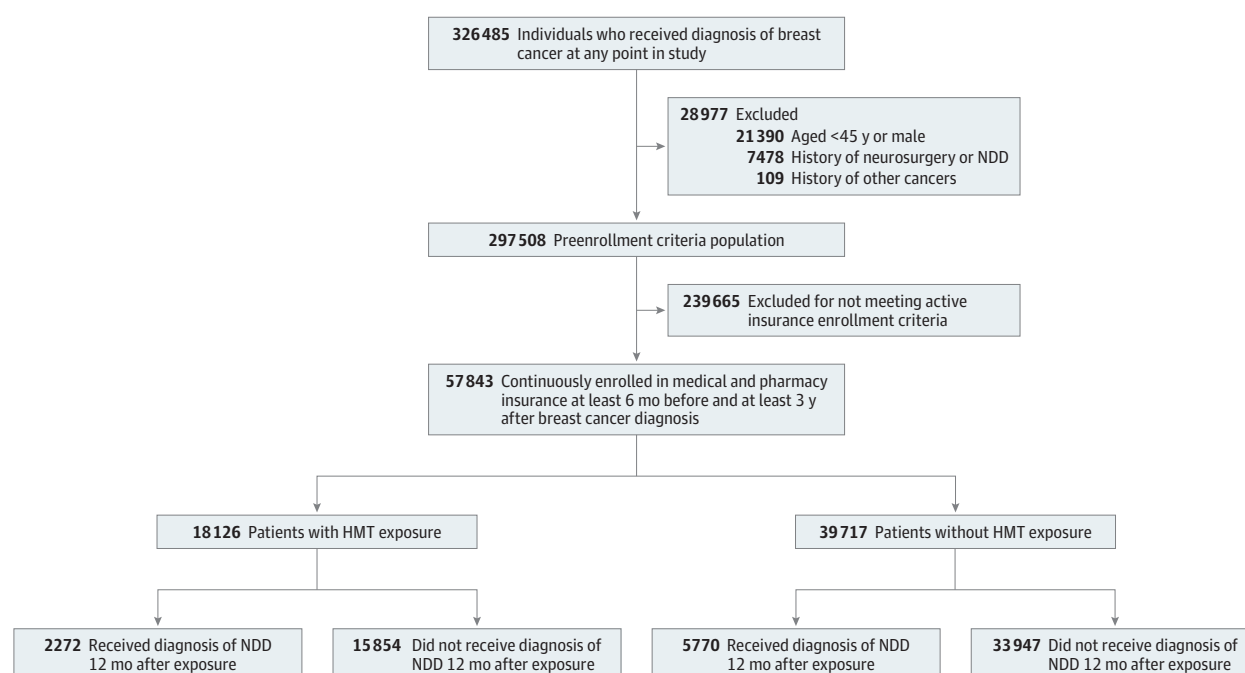 326485 Individuals who received diagnosis of breast
cancer at any point in study
28977 Excluded
21390 Aged <45 y or male
7478 History of neurosurgery or NDD
109 History of other cancers
297508 Preenrollment criteria population
239665 Excluded for not meeting active
insurance enrollment criteria
57843 Continuously enrolled in medical and pharmacy
insurance at least 6 mo before and at least 3 y
after breast cancer diagnosis
18126 Patients with HMT exposure
39717 Patients without HMT exposure
2272 Received diagnosis of NDD
12 mo after exposure
15854 Did not receive diagnosis of
NDD 12 mo after exposure
5770 Received diagnosis of NDD
12 mo after exposure
33947 Did not receive diagnosis of
NDD 12 mo after exposure